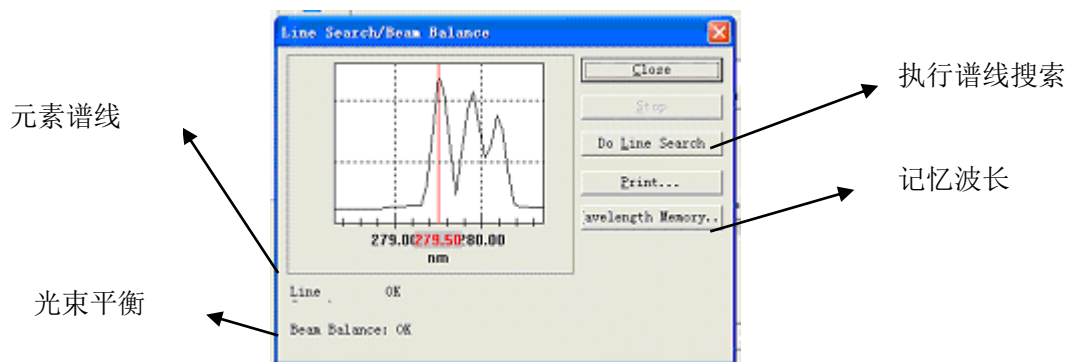 Line Search/Beam Balance
Close
执行谱线搜索
元素谱线
Stop
Do Line Search
Print...
记忆波长
avelength Memory..
279.0
279.50
80.00
nm
Line OK
光束平衡
Beam Balance: OK